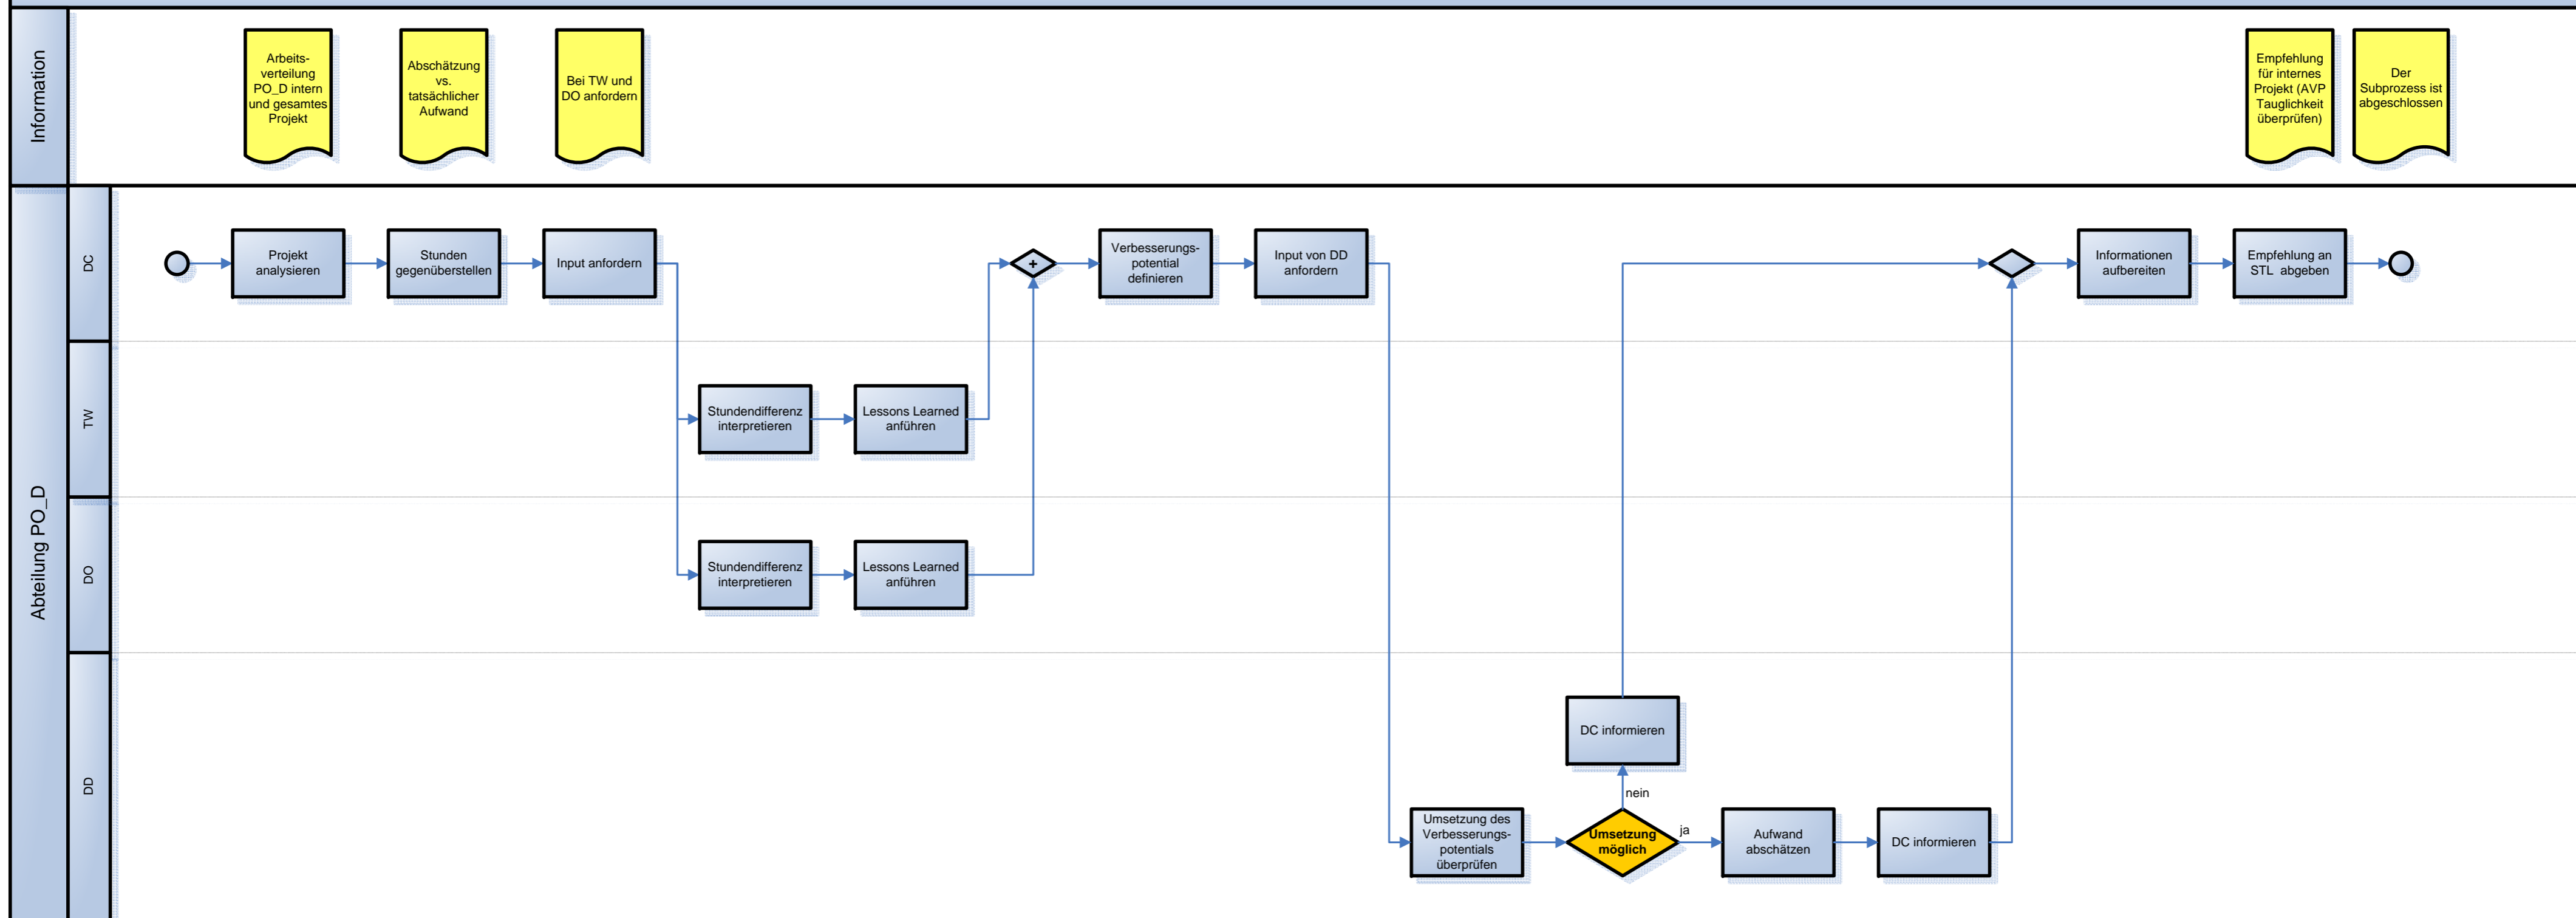 Information
Arbeits-
verteilung
PO_D intern
und gesamtes
Projekt
Abschätzung
vs.
tatsächlicher
Aufwand
Bei TW und
DO anfordern
Empfehlung
für internes
Projekt (AVP
Tauglichkeit
überprüfen)
Der
Subprozess ist
abgeschlossen
Abteilung PO_D
DC
Projekt
analysieren
Stunden
gegenüberstellen
Input anfordern
+
Verbesserungs-
potential
definieren
Input von DD
anfordern
Informationen
aufbereiten
Empfehlung an
STL abgeben
TW
Stundendifferenz
interpretieren
Lessons Learned
anführen
DO
Stundendifferenz
interpretieren
Lessons Learned
anführen
DD
DC informieren
nein
Umsetzung des
Verbesserungs-
potentials
überprüfen
Umsetzung
möglich
ja
Aufwand
abschätzen
DC informieren